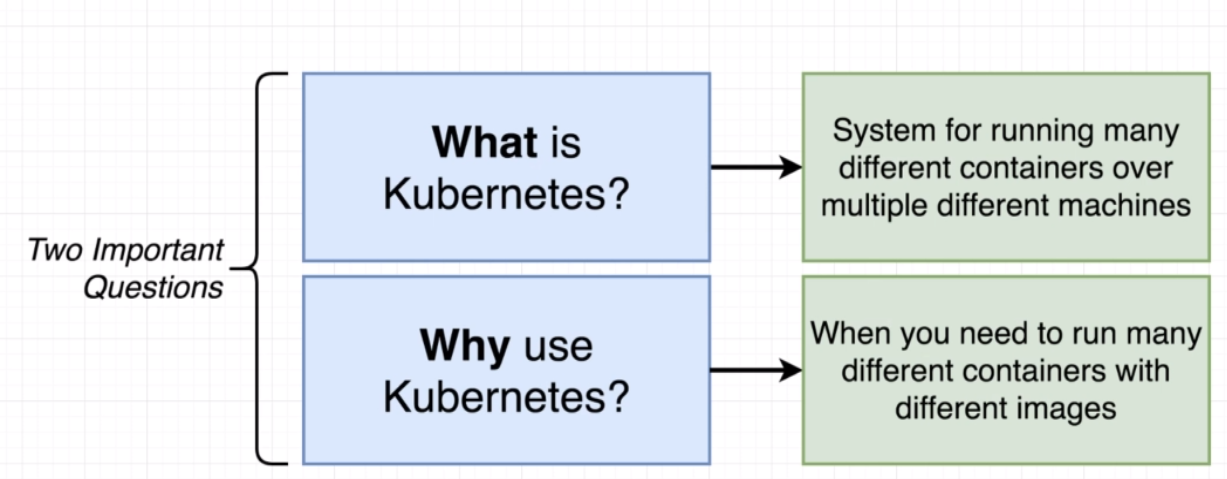 Two Important
Questions
What is
Kubernetes?
System for running many
different containers over
multiple different machines
Why use
Kubernetes?
When you need to run many
different containers with
different images